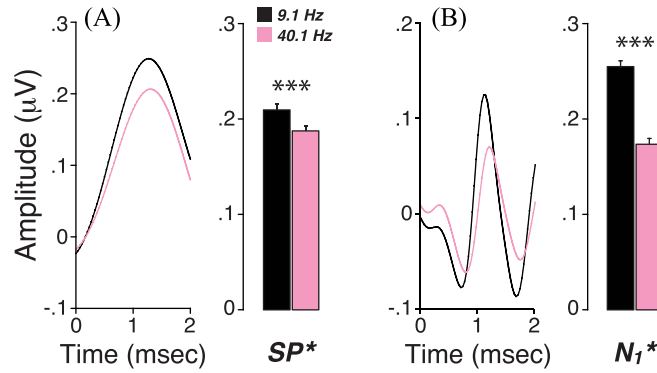 (A)
Amplitude (μV)
.3
.2
.1
0
-.1
0 1 2
Time (msec)
.3
.2
.1
0
9.1 Hz
40.1 Hz
***
SP*
(B)
.2
.1
0
-.1
0 1 2
Time (msec)
.3
.2
.1
0
***
N₁*